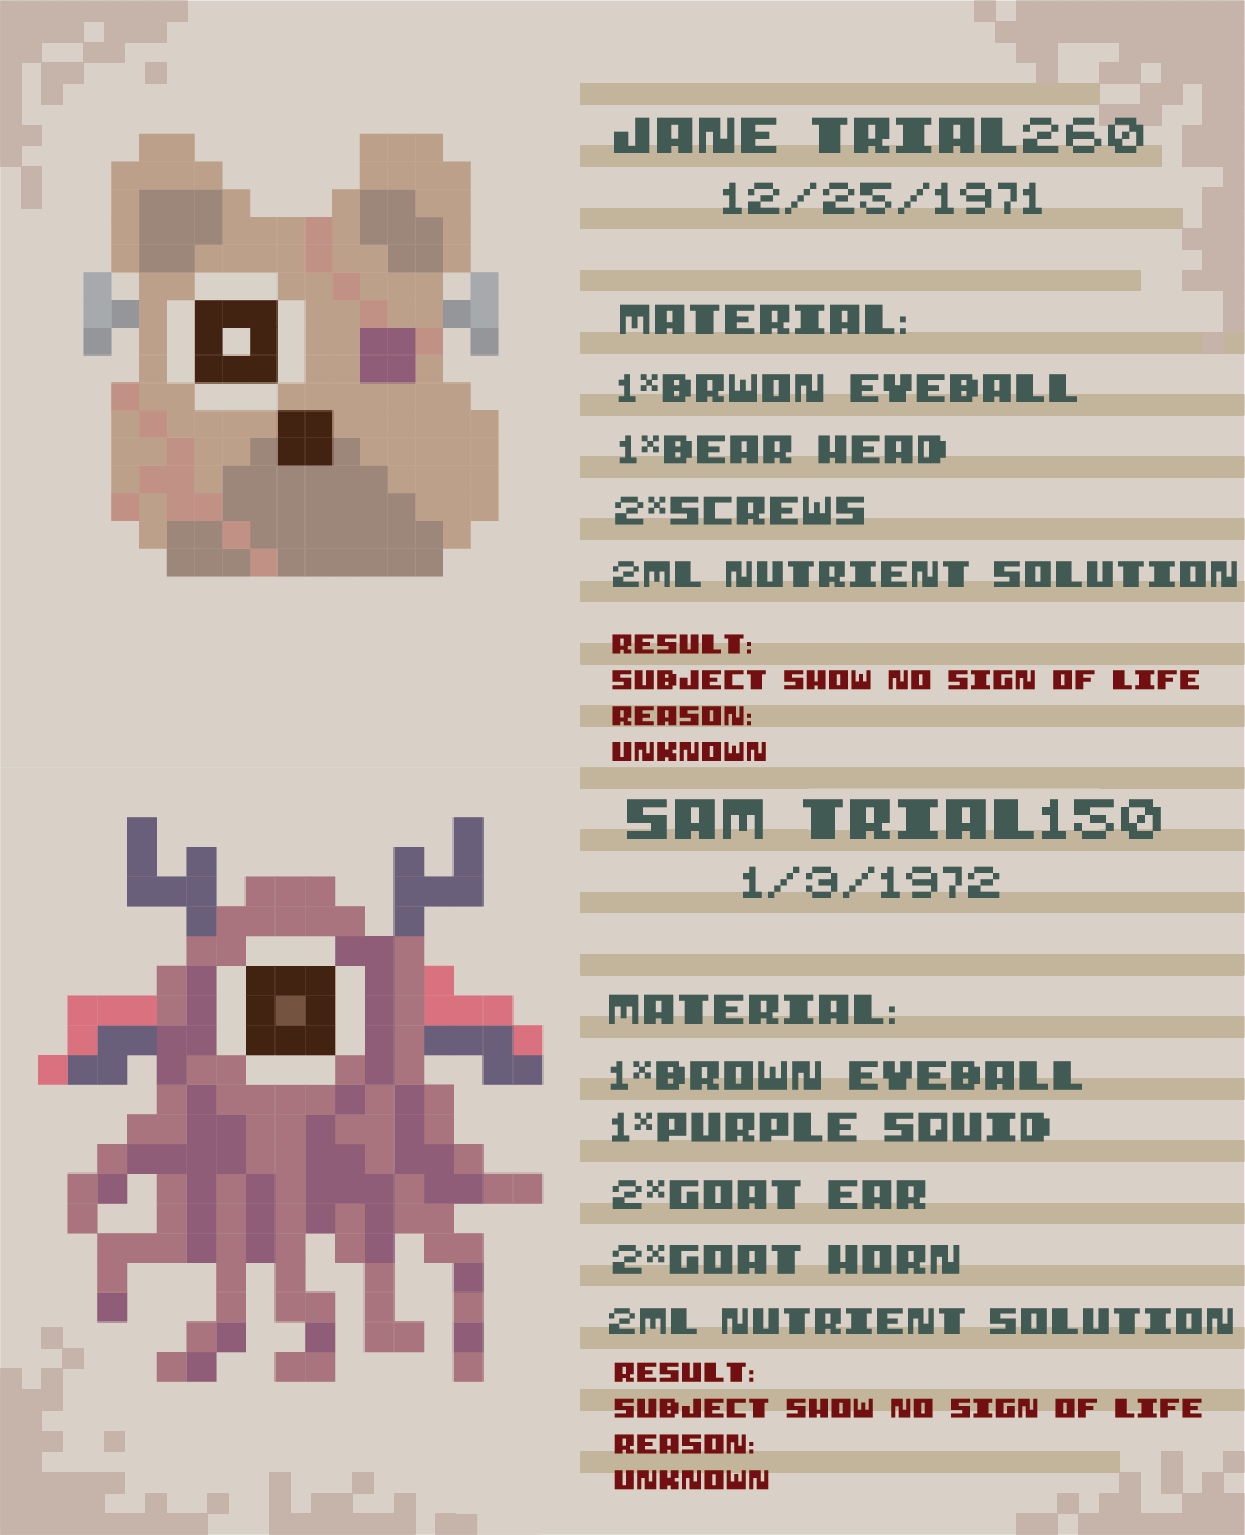 JANE TRIAL260
12/25/1971
MATERIAL:
1×BRWON EYEBALL
1×BEAR HEAD
2×SCREWS
2ML NUTRIENT SOLUTION
RESULT:
SUBJECT SHOW NO SIGN OF LIFE
REASON:
UNKNOWN
SAM TRIAL150
1/3/1972
MATERIAL:
1×BROWN EYEBALL
1×PURPLE SQUID
2×GOAT EAR
2×GOAT HORN
2ML NUTRIENT SOLUTION
RESULT:
SUBJECT SHOW NO SIGN OF LIFE
REASON:
UNKNOWN